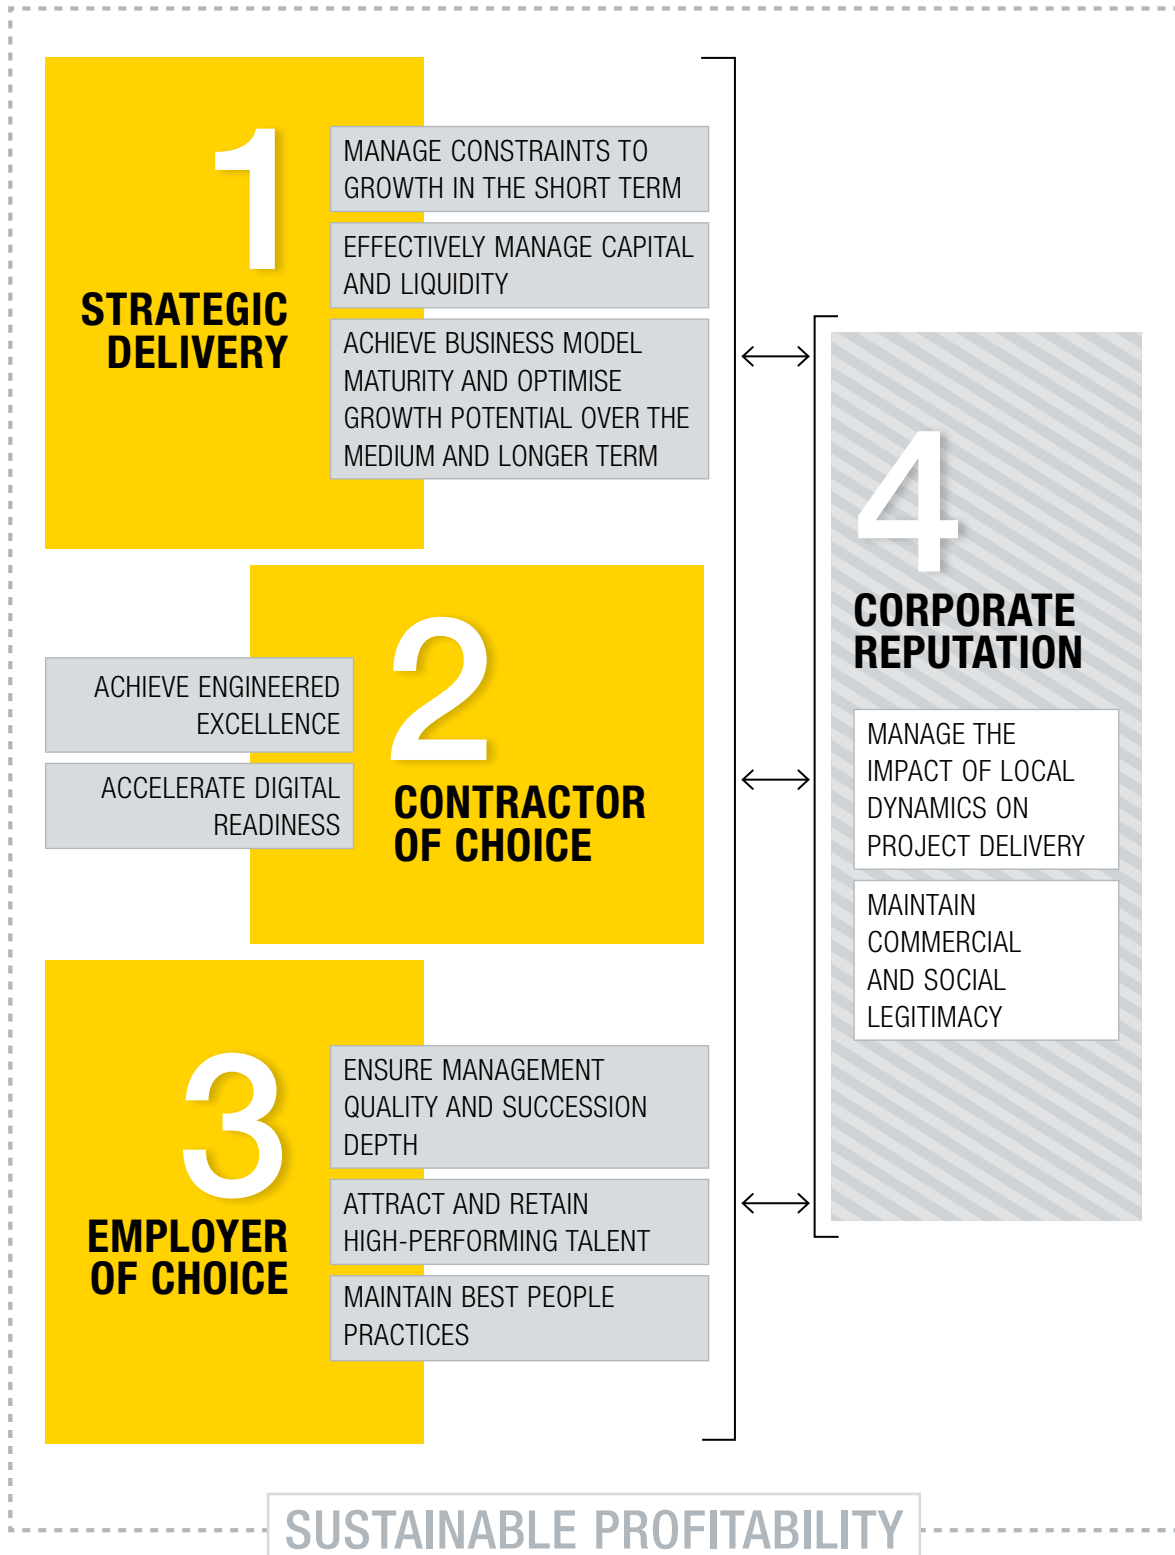 1
STRATEGIC
DELIVERY
MANAGE CONSTRAINTS TO
GROWTH IN THE SHORT TERM
EFFECTIVELY MANAGE CAPITAL
AND LIQUIDITY
ACHIEVE BUSINESS MODEL
MATURITY AND OPTIMISE
GROWTH POTENTIAL OVER THE
MEDIUM AND LONGER TERM
2
CONTRACTOR
OF CHOICE
ACHIEVE ENGINEERED
EXCELLENCE
ACCELERATE DIGITAL
READINESS
3
EMPLOYER
OF CHOICE
ENSURE MANAGEMENT
QUALITY AND SUCCESSION
DEPTH
ATTRACT AND RETAIN
HIGH-PERFORMING TALENT
MAINTAIN BEST PEOPLE
PRACTICES
4
CORPORATE
REPUTATION
MANAGE THE
IMPACT OF LOCAL
DYNAMICS ON
PROJECT DELIVERY
MAINTAIN
COMMERCIAL
AND SOCIAL
LEGITIMACY
SUSTAINABLE PROFITABILITY